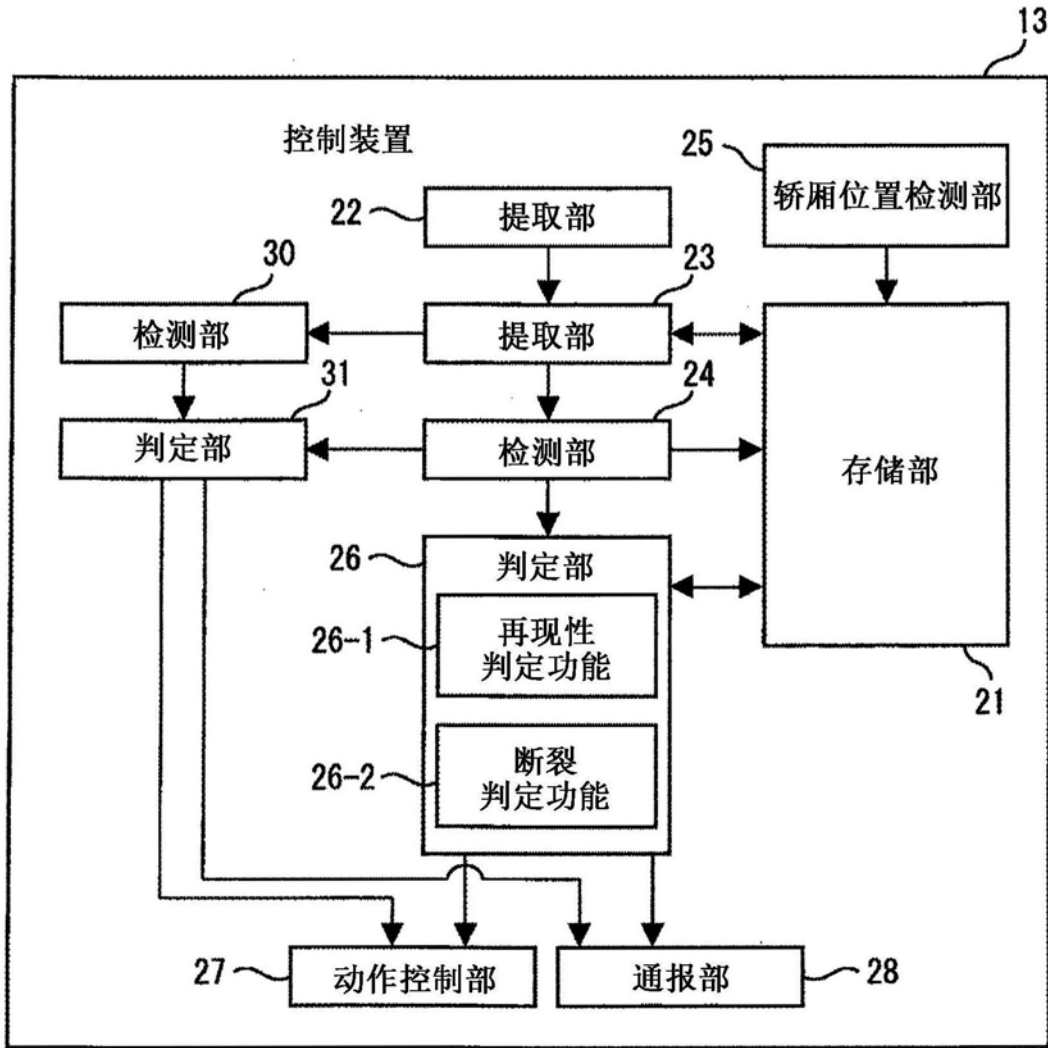 13
控制装置
25
轿厢位置检测部
22
提取部
30
23
检测部
提取部
31
24
判定部
检测部
存储部
26
判定部
26-1
再现性
判定功能
21
26-2
断裂
判定功能
27
动作控制部
通报部
28